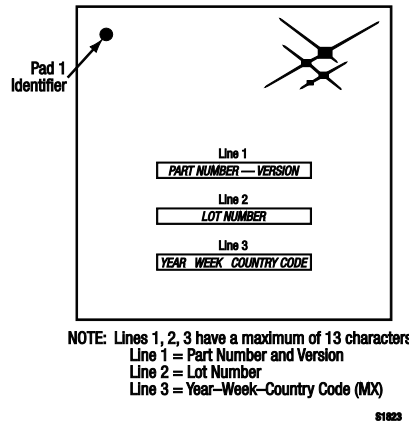 Pad 1
Identifier
Line 1
PART NUMBER — VERSION
Line 2
LOT NUMBER
Line 3
YEAR WEEK COUNTRY CODE
NOTE: Lines 1, 2, 3 have a maximum of 13 characters
Line 1 = Part Number and Version
Line 2 = Lot Number
Line 3 = Year–Week–Country Code (MX)
S1623